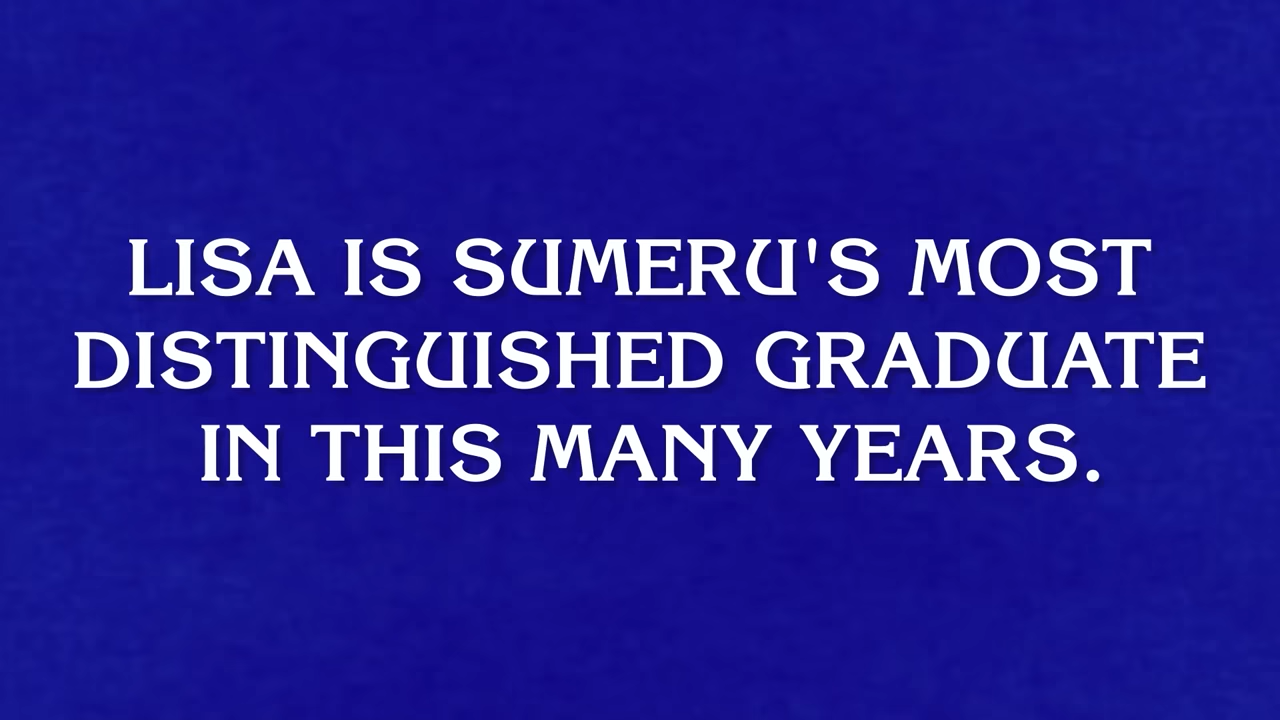 LISA IS SUMERU'S MOST
DISTINGUISHED GRADUATE
IN THIS MANY YEARS.